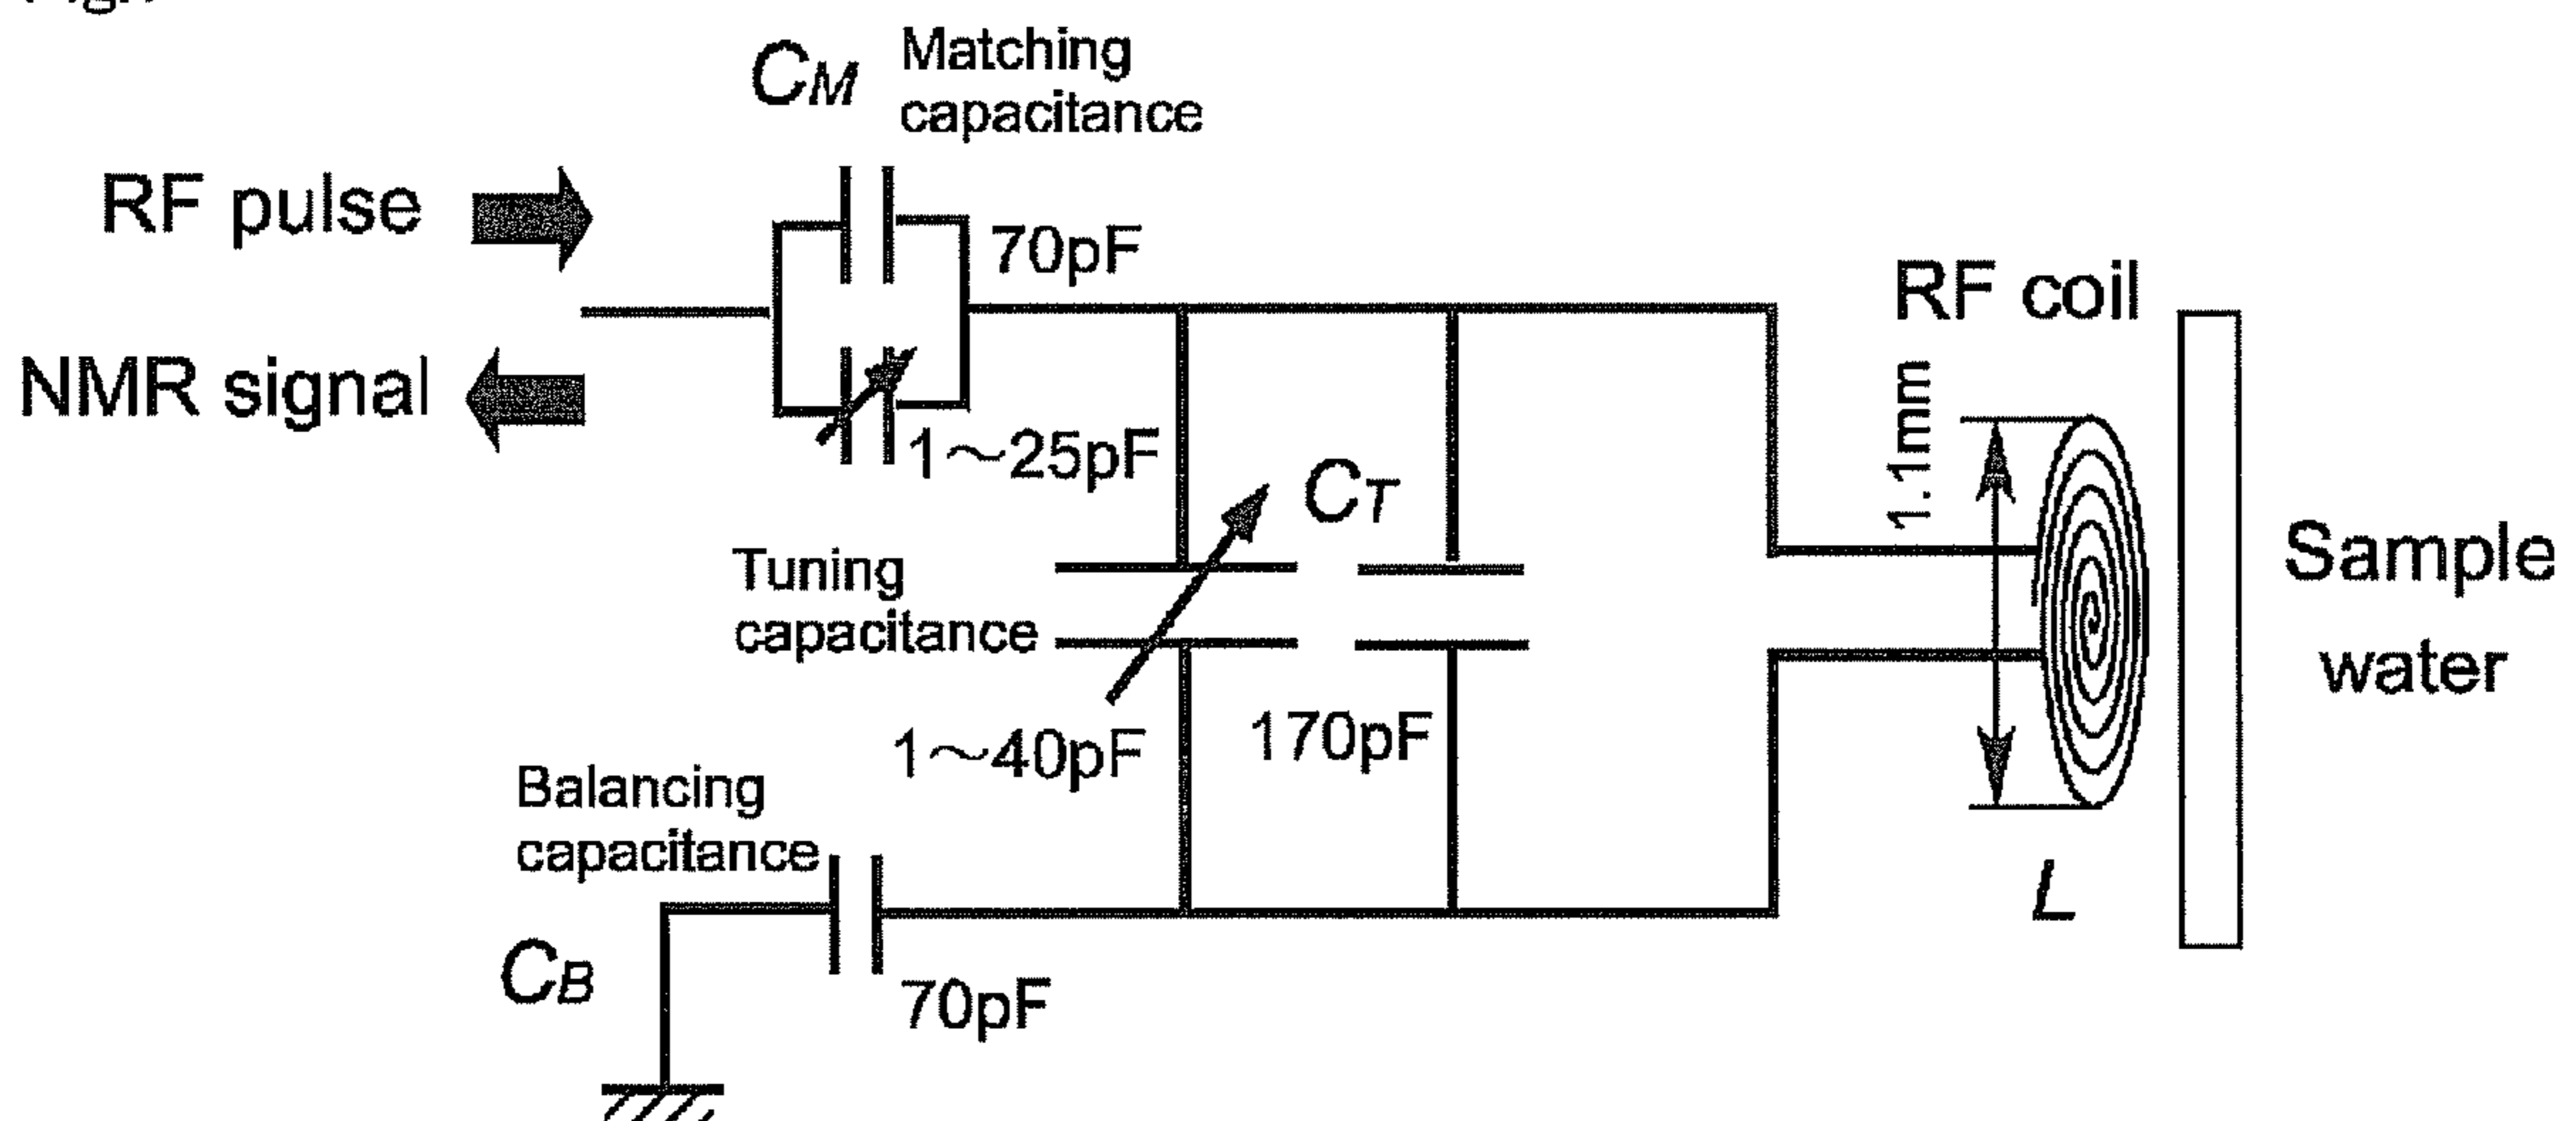 CM
Matching
capacitance
RF pulse
70pF
RF coil
NMR signal
1~25pF
1.1mm
CT
Tuning
capacitance
Sample
water
1~40pF
170pF
Balancing
capacitance
L
CB
70pF